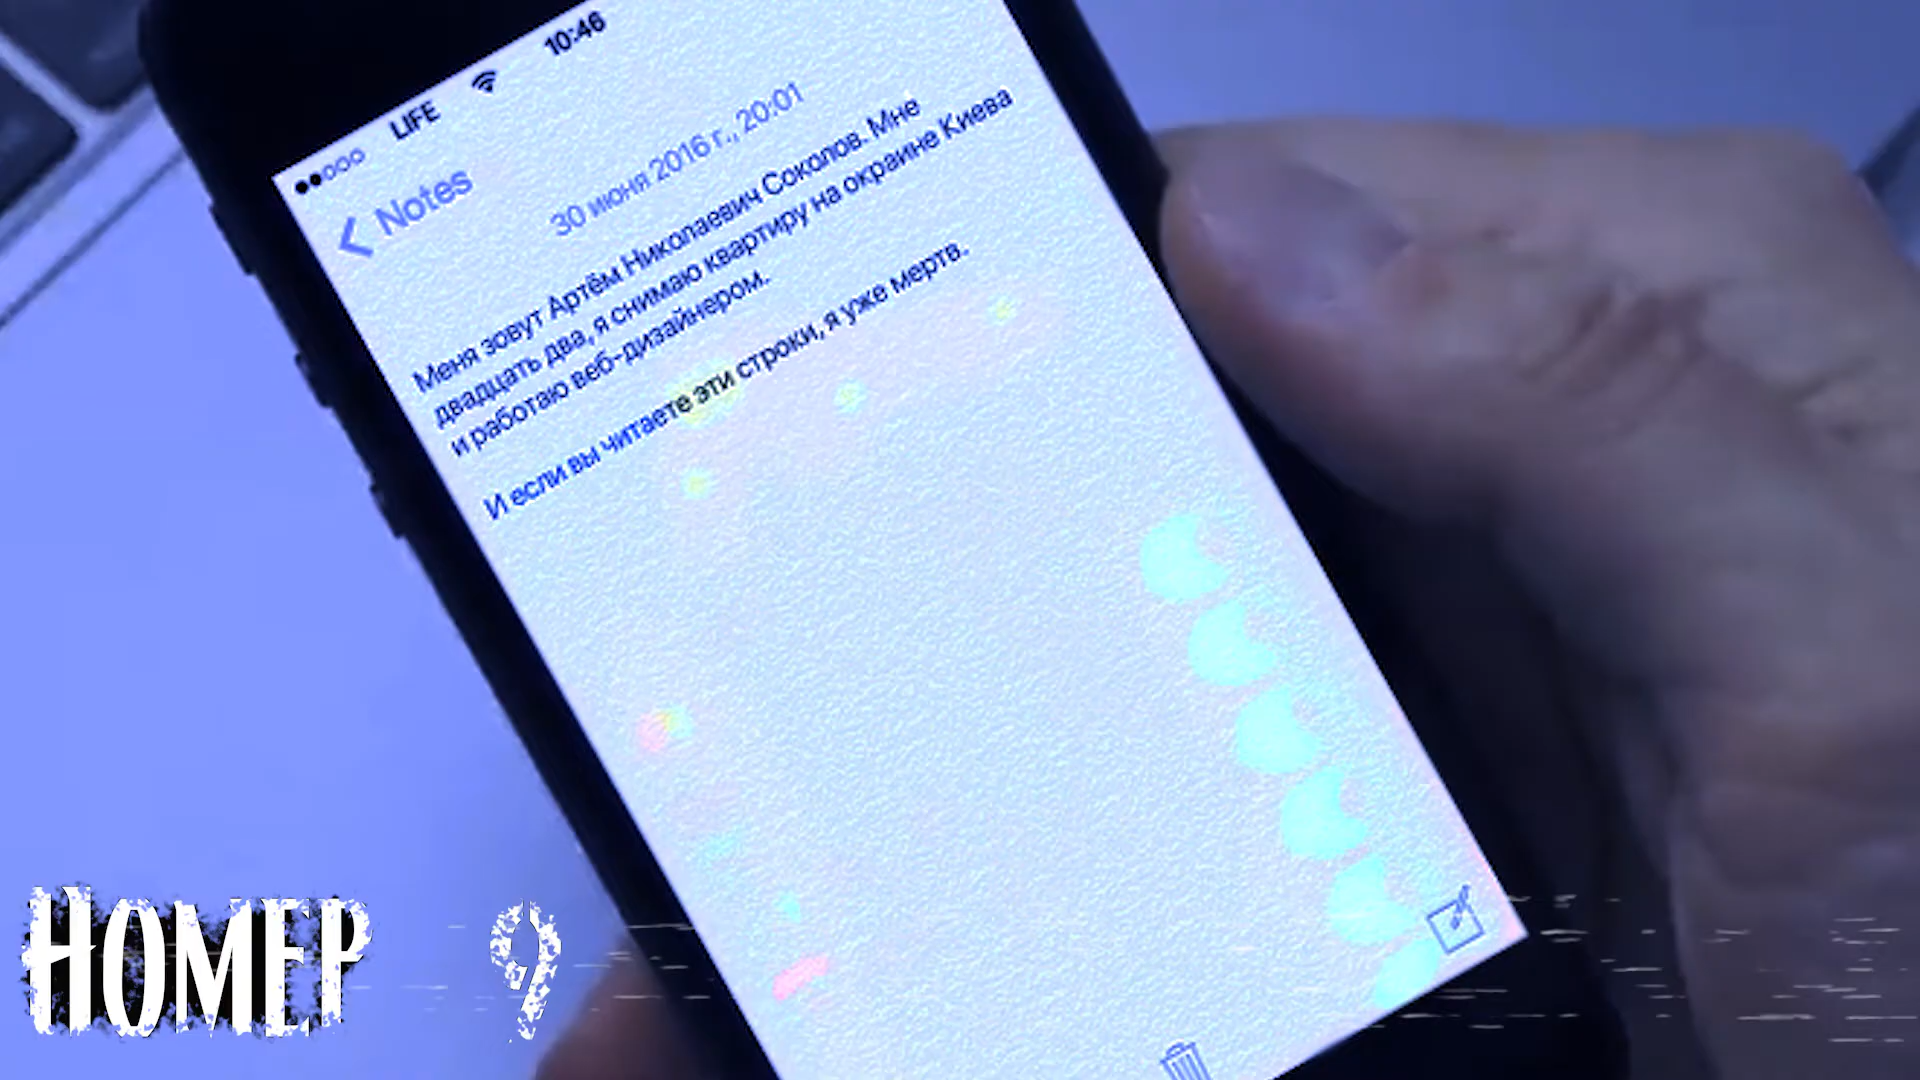 10:46
LIFE
Notes
30 июня 2016 г., 20:01
Меня зовут Артём Николаевич Соколов. Мне
двадцать два, я снимаю квартиру на окраине Киева
и работаю веб-дизайнером.
И если вы читаете эти строки, я уже мертв.
Номер 9